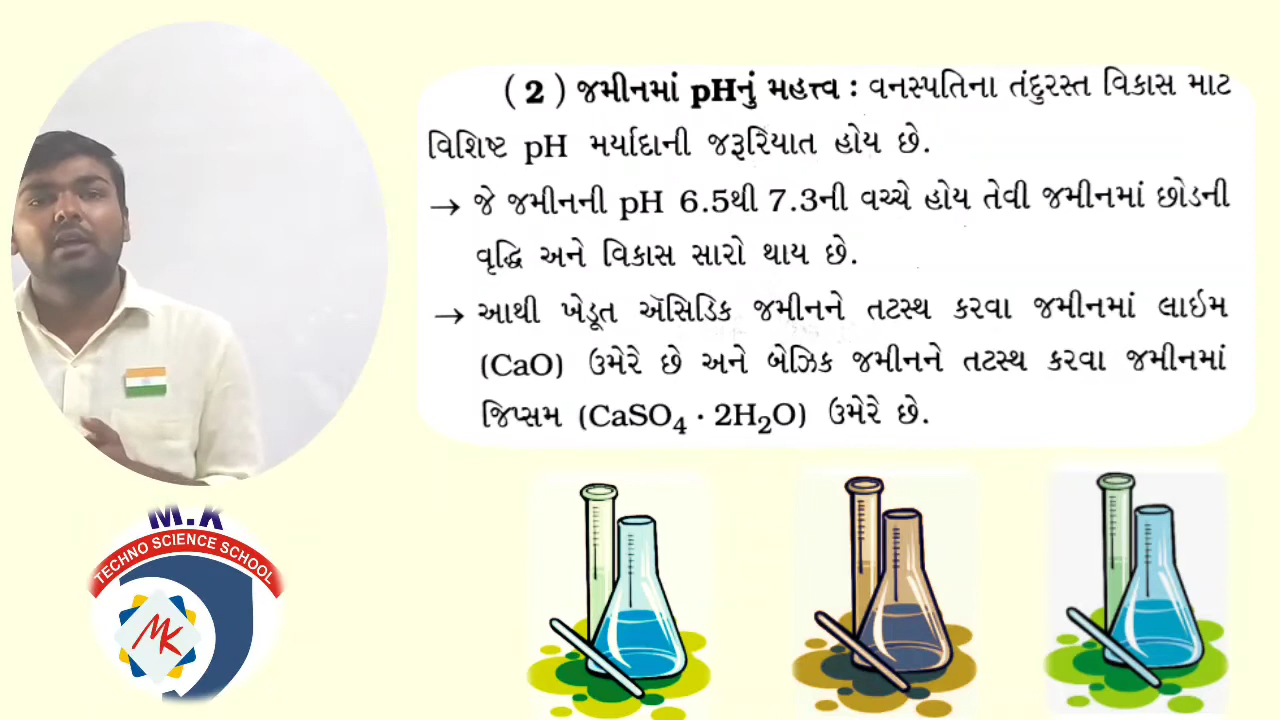 ( 2 ) જમીનમાં pHનું મહત્ત્વ : વનસ્પતિના તંદુરસ્ત વિકાસ માટ
વિશિષ્ટ pH મર્યાદાની જરૂરિયાત હોય છે.
→ જે જમીનની pH 6.5થી 7.3ની વચ્ચે હોય તેવી જમીનમાં છોડની
વૃદ્ધિ અને વિકાસ સારો થાય છે.
→ આથી ખેડૂત ઍસિડિક જમીનને તટસ્થ કરવા જમીનમાં લાઇમ
(CaO) ઉમેરે છે અને બેઝિક જમીનને તટસ્થ કરવા જમીનમાં
જિપ્સમ (CaSO₄ · 2H₂O) ઉમેરે છે.
M.K
TECHNO SCIENCE SCHOOL
MK